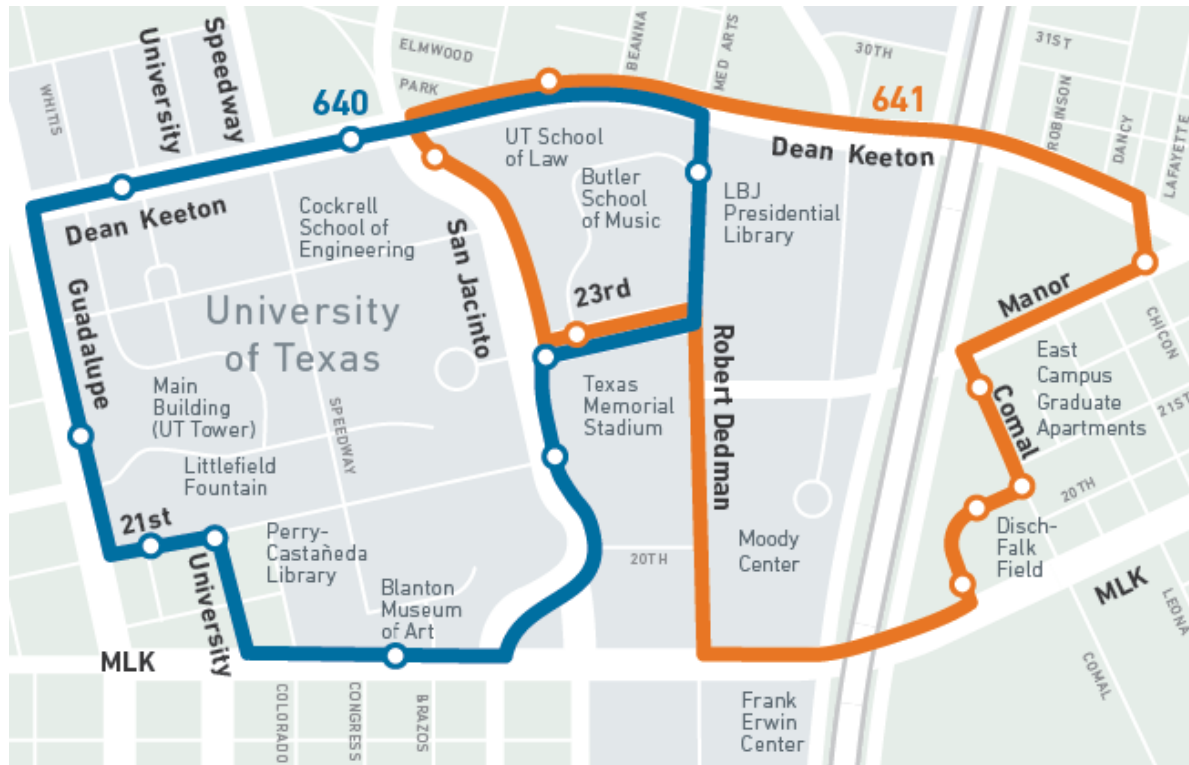 University
Speedway
WHITIS
ELMWOOD
PARK
BEANNA
MED ARTS
30TH
31ST
ROBINSON
DANCY
LAFAYETTE
640
641
Dean Keeton
UT School
of Law
Butler
School
of Music
LBJ
Presidential
Library
Dean Keeton
Cockrell
School of
Engineering
San Jacinto
23rd
Manor
CHICON
Guadalupe
University
of Texas
Robert Dedman
East
Campus
Graduate
Apartments
Comal
21ST
Main
Building
(UT Tower)
SPEEDWAY
Texas
Memorial
Stadium
Littlefield
Fountain
20TH
21st
University
Perry-
Castañeda
Library
20TH
Moody
Center
Disch-
Falk
Field
MLK
LEONA
Blanton
Museum
of Art
MLK
COLORADO
CONGRESS
BRAZOS
Frank
Erwin
Center
COMAL